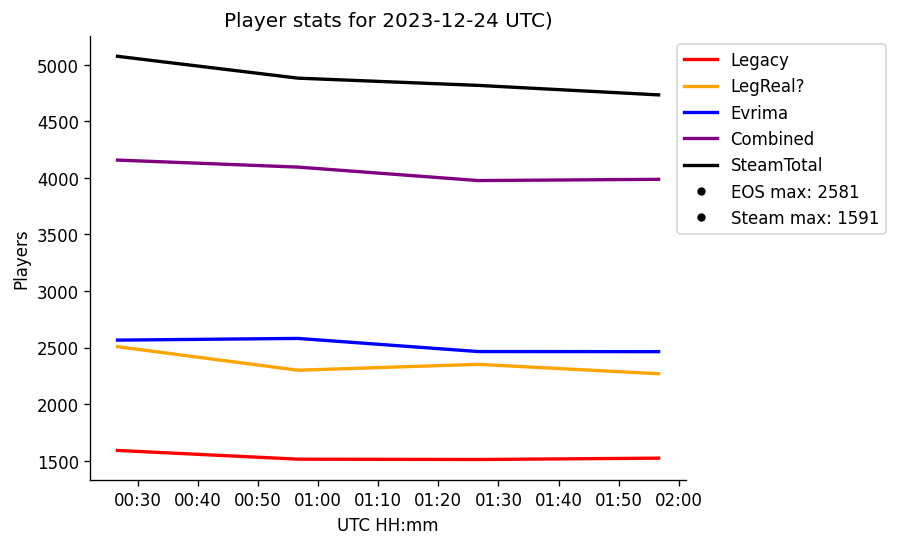 Player stats for 2023-12-24 UTC)
Players
5000
4500
4000
3500
3000
2500
2000
1500
00:30 00:40 00:50 01:00 01:10 01:20 01:30 01:40 01:50 02:00
UTC HH:mm
Legacy
LegReal?
Evrima
Combined
SteamTotal
EOS max: 2581
Steam max: 1591